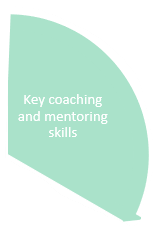 Key coaching
and mentoring
skills